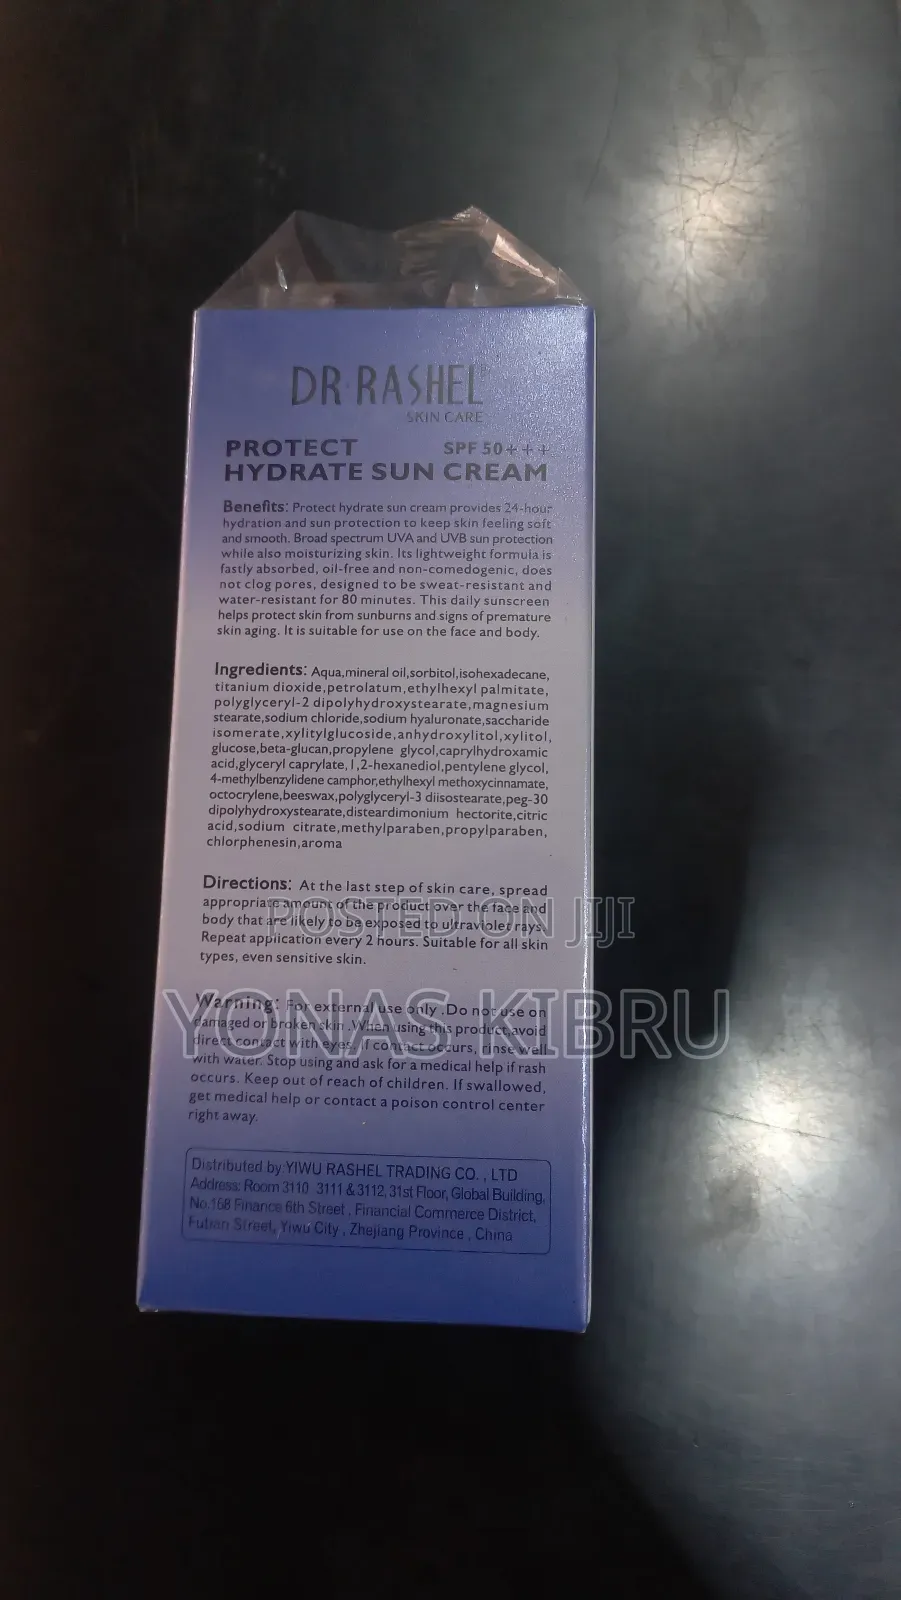 DR·RASHEL
SKIN CARE
PROTECT SPF 50+++
HYDRATE SUN CREAM
Benefits: Protect hydrate sun cream provides 24-hour
hydration and sun protection to keep skin feeling soft
and smooth. Broad spectrum UVA and UVB sun protection
while also moisturizing skin. Its lightweight formula is
fastly absorbed, oil-free and non-comedogenic, does
not clog pores, designed to be sweat-resistant and
water-resistant for 80 minutes. This daily sunscreen
helps protect skin from sunburns and signs of premature
skin aging. It is suitable for use on the face and body.
Ingredients: Aqua,mineral oil,sorbitol,isohexadecane,
titanium dioxide,petrolatum,ethylhexyl palmitate,
polyglyceryl-2 dipolyhydroxystearate,magnesium
stearate,sodium chloride,sodium hyaluronate,saccharide
isomerate,xylitylglucoside,anhydroxylitol,xylitol,
glucose,beta-glucan,propylene glycol,caprylhydroxamic
acid,glyceryl caprylate,1,2-hexanediol,pentylene glycol,
4-methylbenzylidene camphor,ethylhexyl methoxycinnamate,
octocrylene,beeswax,polyglyceryl-3 diisostearate,peg-30
dipolyhydroxystearate,disteardimonium hectorite,citric
acid,sodium citrate,methylparaben,propylparaben,
chlorphenesin,aroma
Directions: At the last step of skin care, spread
appropriate amount of the product over the face and
body that are likely to be exposed to ultraviolet rays.
Repeat application every 2 hours. Suitable for all skin
types, even sensitive skin.
POSTED ON JIJI
Warning: For external use only .Do not use on
damaged or broken skin .When using this product,avoid
direct contact with eyes. If contact occurs, rinse well
with water. Stop using and ask for a medical help if rash
occurs. Keep out of reach of children. If swallowed,
get medical help or contact a poison control center
right away.
YONAS KIBRU
Distributed by:YIWU RASHEL TRADING CO. , LTD
Address: Room 3110 3111 & 3112, 31st Floor, Global Building,
No.168 Finance 6th Street , Financial Commerce District,
Futian Street, Yiwu City , Zhejiang Province , China